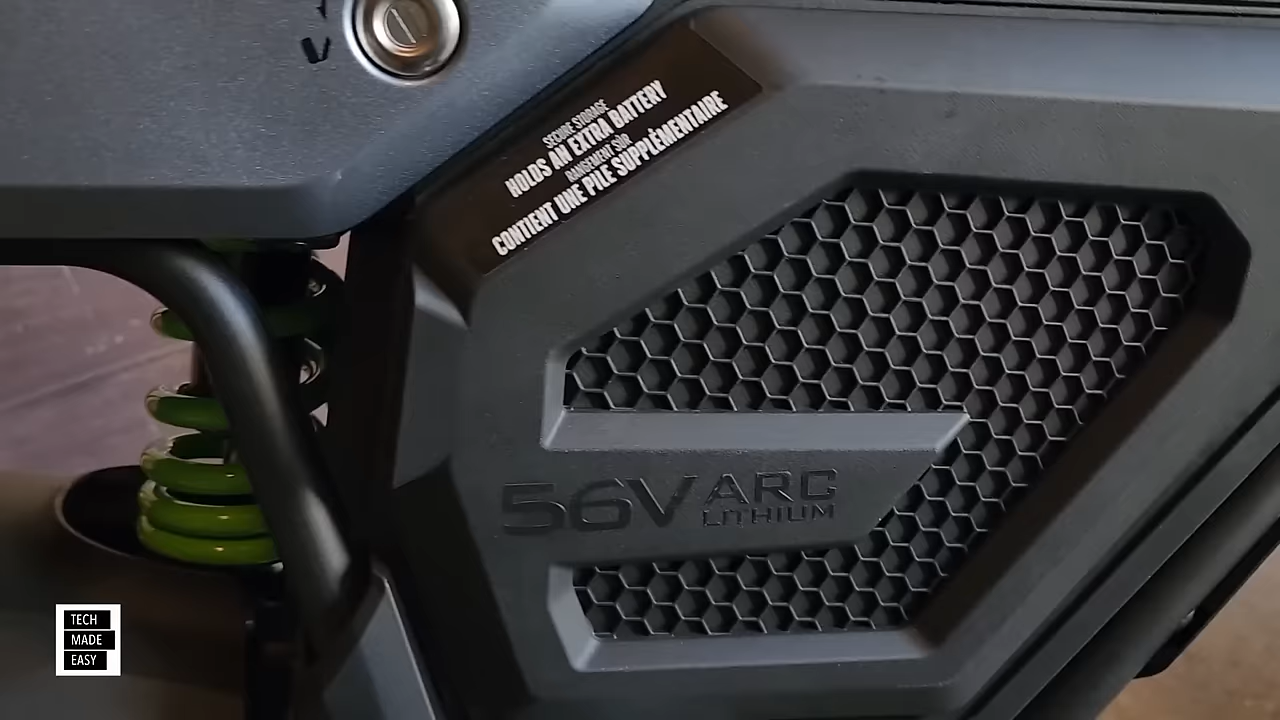 SECURE STORAGE
HOLDS AN EXTRA BATTERY
RANGEMENT SÛR
CONTIENT UNE PILE SUPPLÉMENTAIRE
56V ARC
LITHIUM
TECH
MADE
EASY